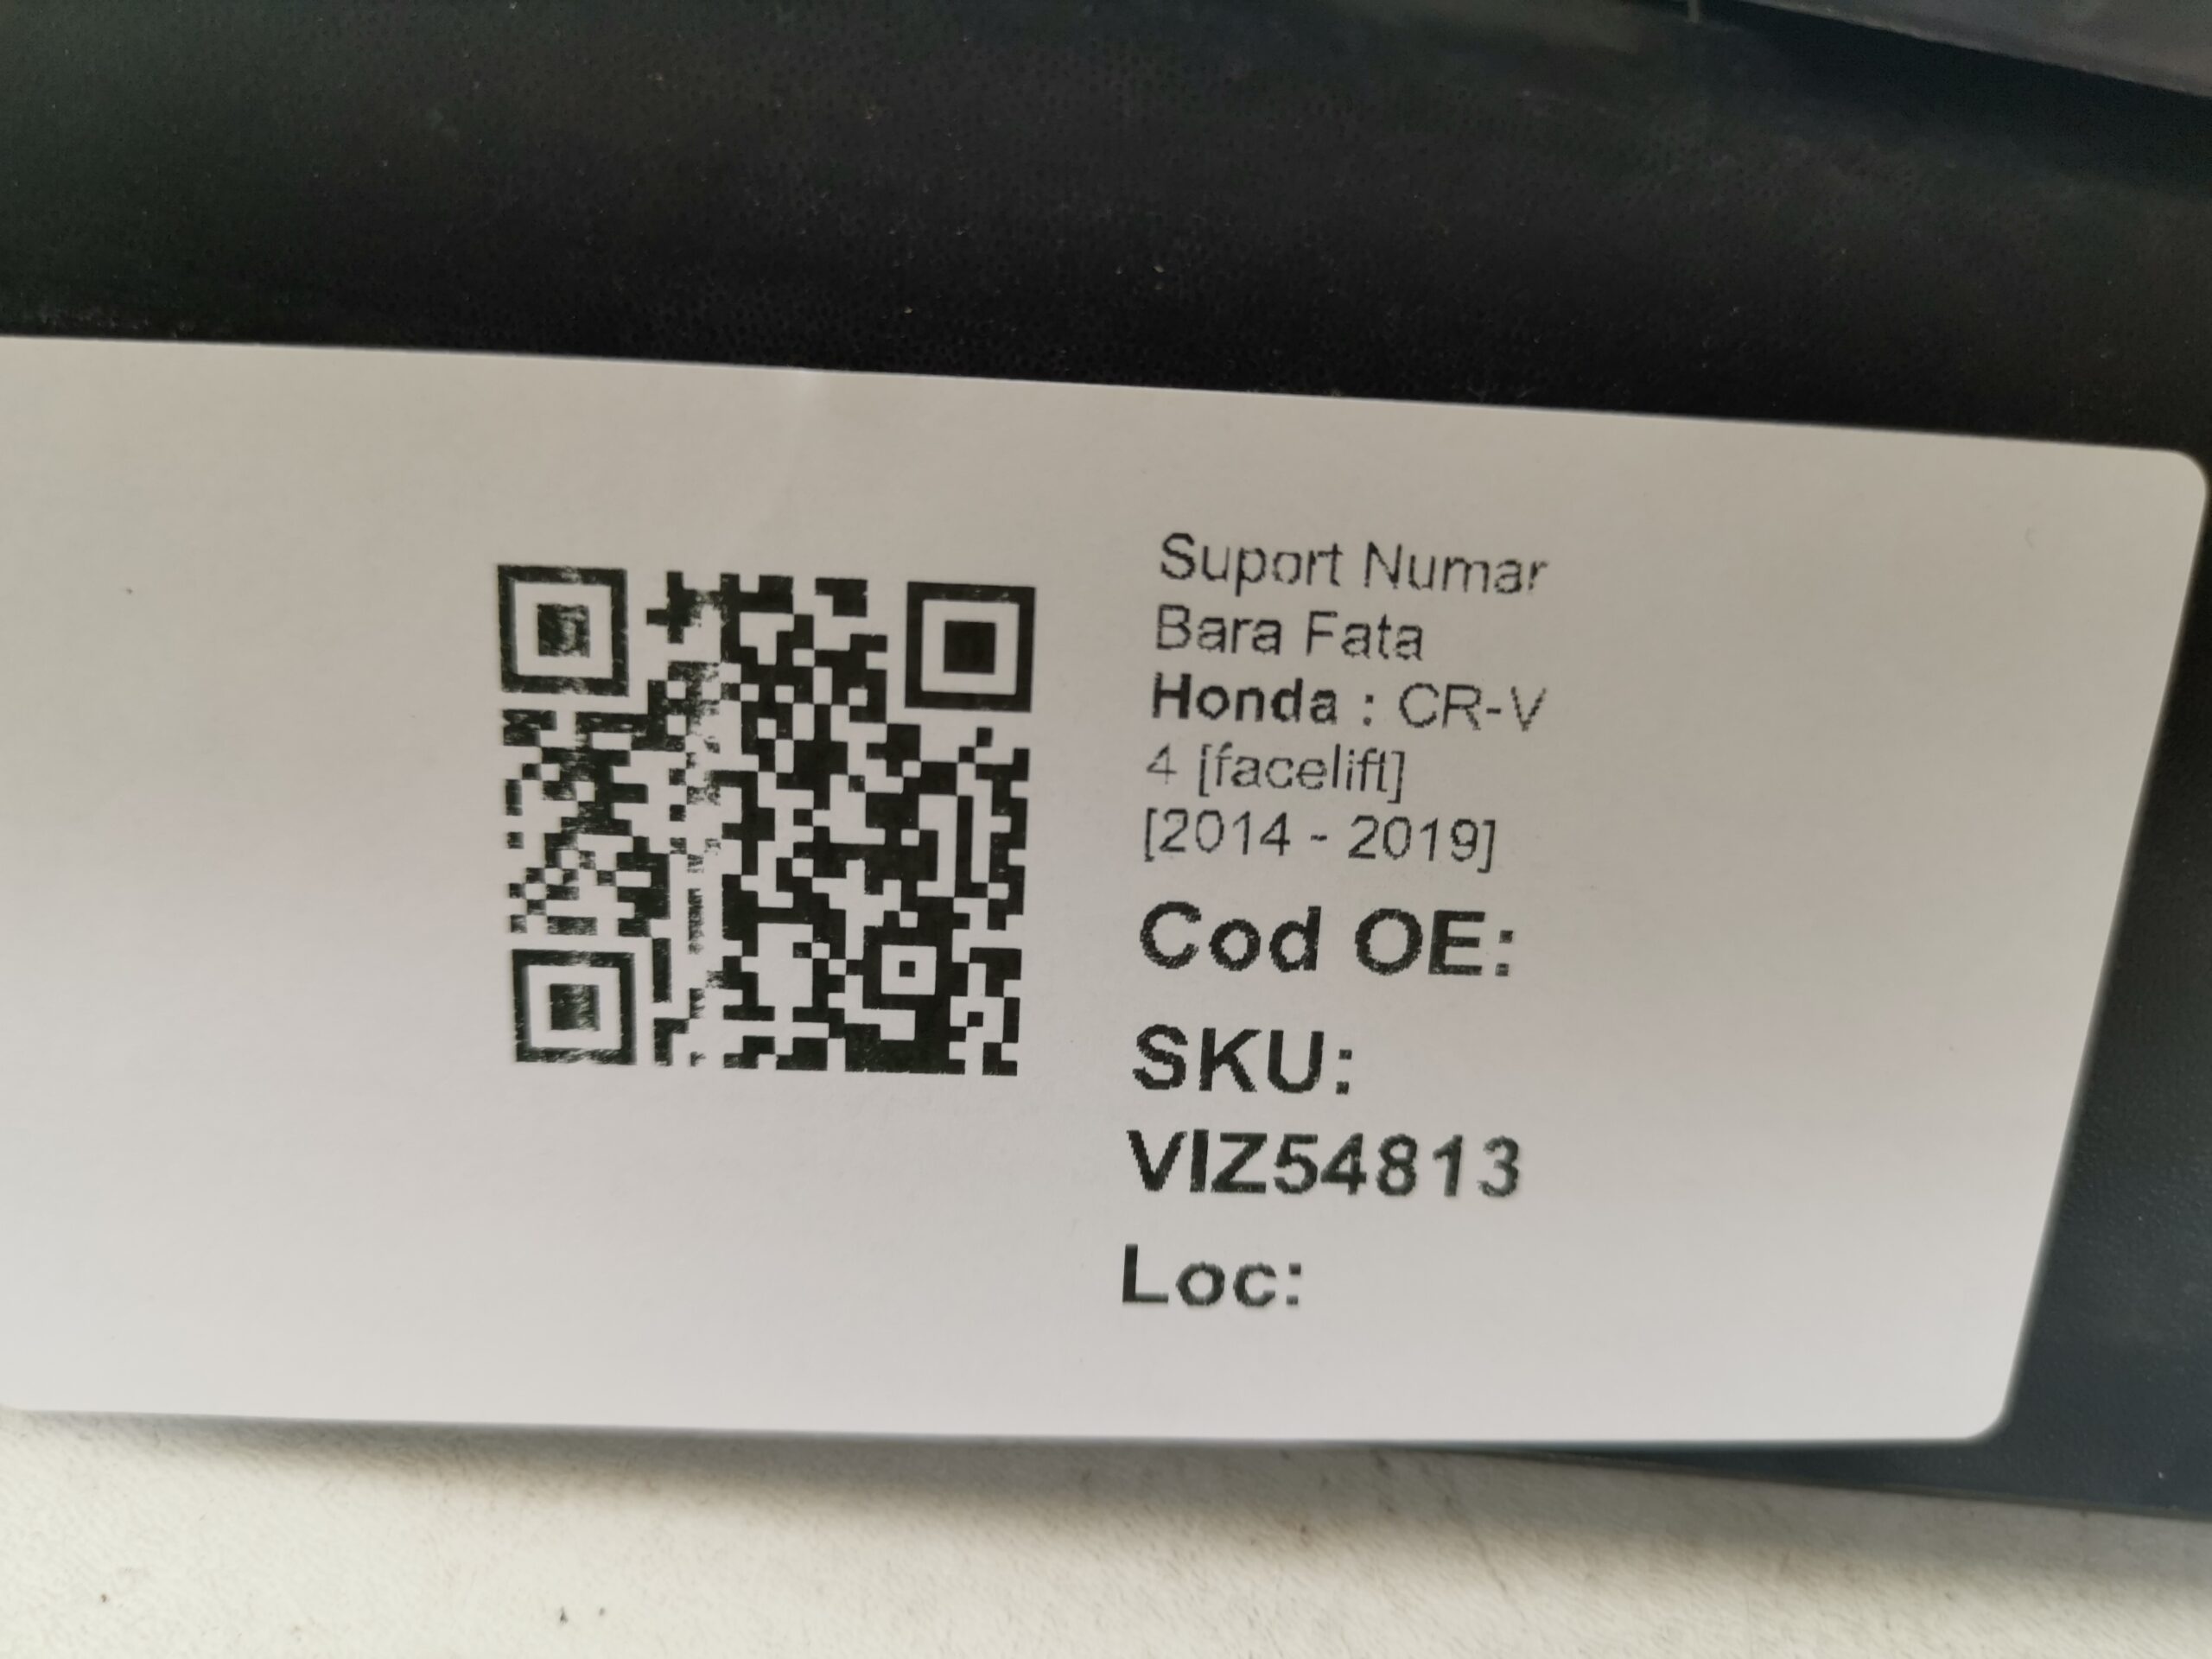 Suport Numar
Bara Fata
Honda : CR-V
4 [facelift]
[2014 - 2019]
Cod OE:
SKU:
VIZ54813
Loc: